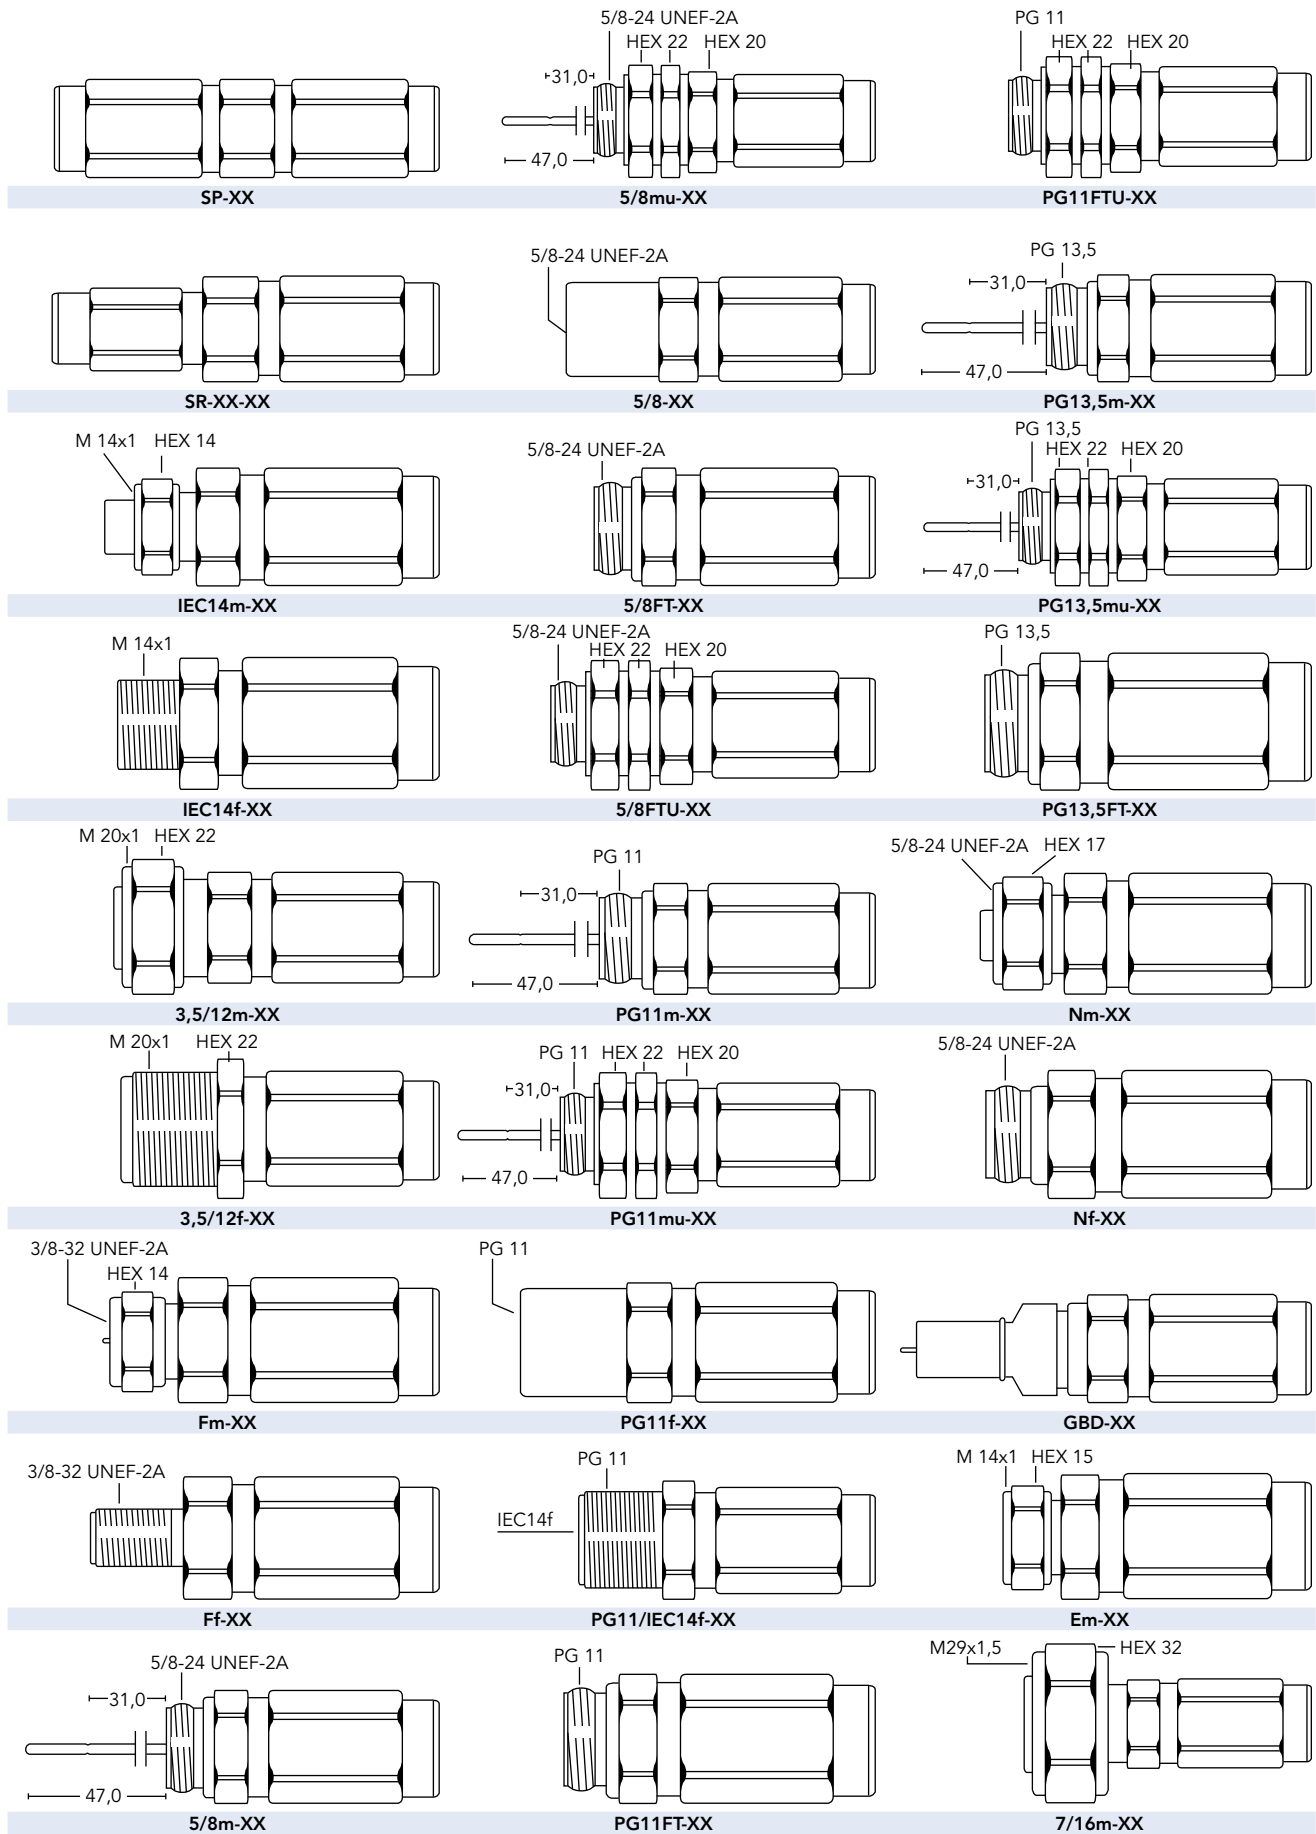 5/8-24 UNEF-2A
HEX 22 HEX 20
31,0
47,0
PG 11
HEX 22 HEX 20
SP-XX
5/8mu-XX
PG11FTU-XX
5/8-24 UNEF-2A
PG 13,5
31,0
47,0
SR-XX-XX
5/8-XX
PG13,5m-XX
M 14x1 HEX 14
5/8-24 UNEF-2A
PG 13,5
HEX 22 HEX 20
31,0
47,0
IEC14m-XX
5/8FT-XX
PG13,5mu-XX
M 14x1
5/8-24 UNEF-2A
HEX 22 HEX 20
PG 13,5
IEC14f-XX
5/8FTU-XX
PG13,5FT-XX
M 20x1 HEX 22
PG 11
31,0
47,0
5/8-24 UNEF-2A HEX 17
3,5/12m-XX
PG11m-XX
Nm-XX
M 20x1 HEX 22
PG 11 HEX 22 HEX 20
31,0
47,0
5/8-24 UNEF-2A
3,5/12f-XX
PG11mu-XX
Nf-XX
3/8-32 UNEF-2A
HEX 14
PG 11
Fm-XX
PG11f-XX
GBD-XX
3/8-32 UNEF-2A
PG 11
IEC14f
M 14x1 HEX 15
Ff-XX
PG11/IEC14f-XX
Em-XX
5/8-24 UNEF-2A
31,0
47,0
PG 11
M29x1,5
HEX 32
5/8m-XX
PG11FT-XX
7/16m-XX